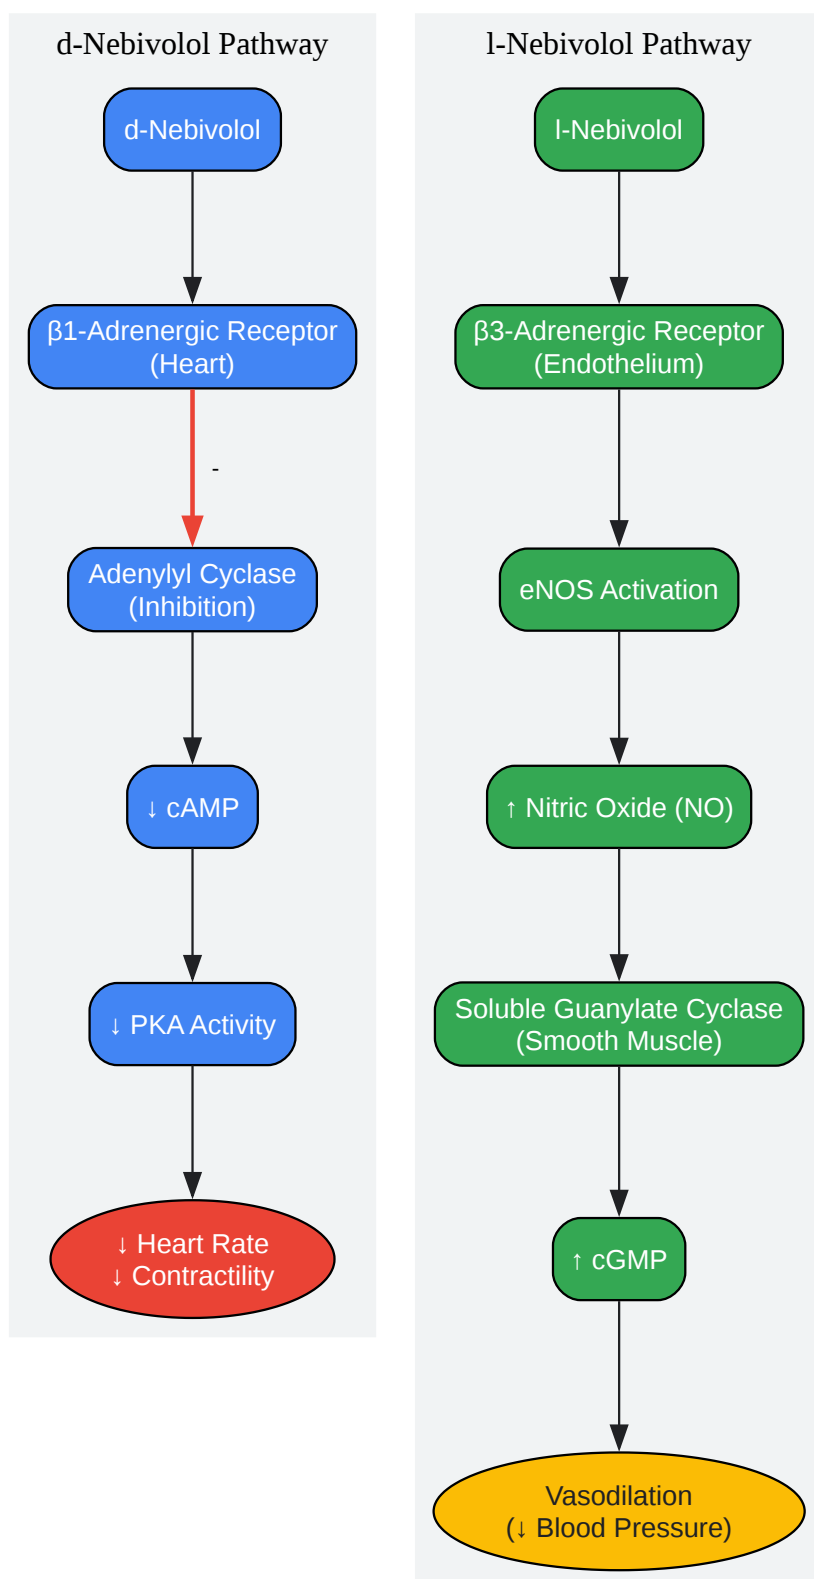 d-Nebivolol Pathway
d-Nebivolol
β1-Adrenergic Receptor
(Heart)
-
Adenylyl Cyclase
(Inhibition)
↓ cAMP
↓ PKA Activity
↓ Heart Rate
↓ Contractility
l-Nebivolol Pathway
l-Nebivolol
β3-Adrenergic Receptor
(Endothelium)
eNOS Activation
↑ Nitric Oxide (NO)
Soluble Guanylate Cyclase
(Smooth Muscle)
↑ cGMP
Vasodilation
(↓ Blood Pressure)